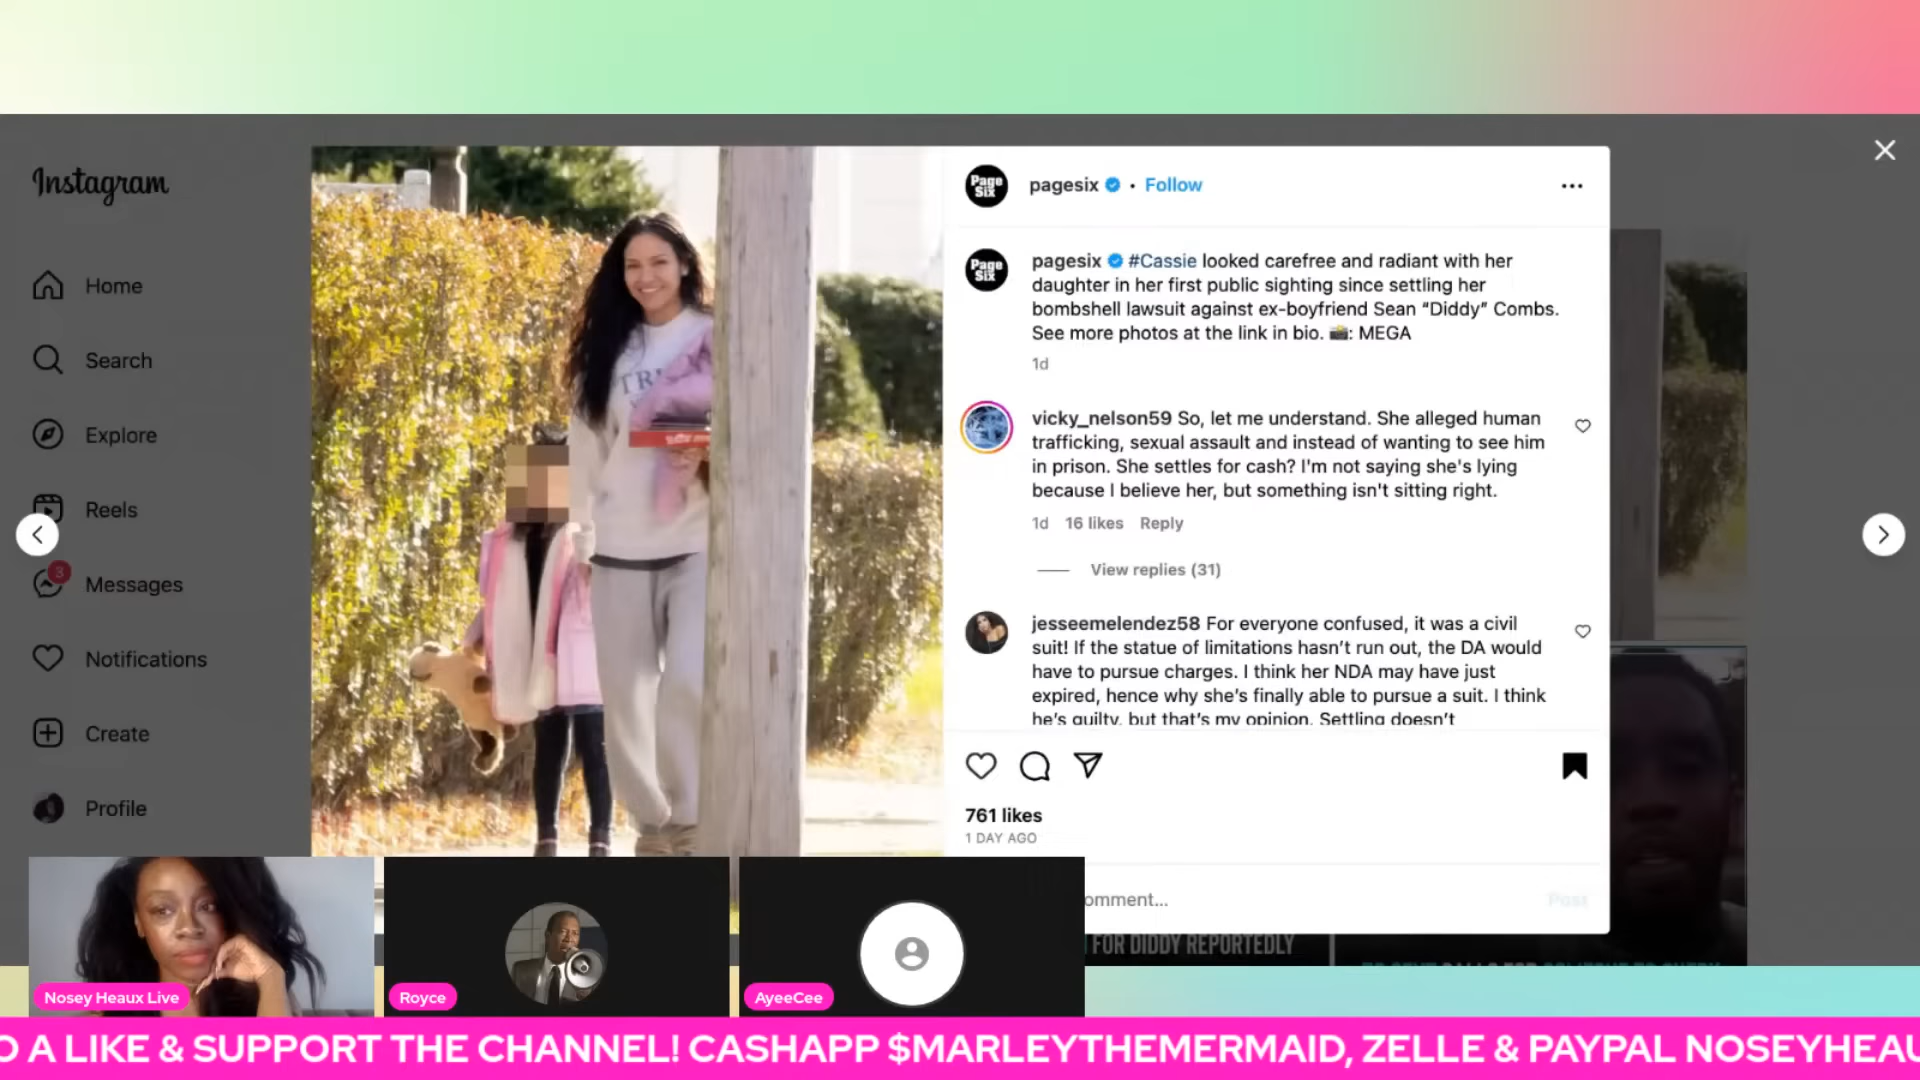 Instagram
Home
Search
Explore
Reels
3
Messages
Notifications
Create
Profile
TRI
Page Six
pagesix • Follow
Page Six
pagesix #Cassie looked carefree and radiant with her
daughter in her first public sighting since settling her
bombshell lawsuit against ex-boyfriend Sean “Diddy” Combs.
See more photos at the link in bio. 📸: MEGA
1d
vicky_nelson59 So, let me understand. She alleged human
trafficking, sexual assault and instead of wanting to see him
in prison. She settles for cash? I'm not saying she's lying
because I believe her, but something isn't sitting right.
1d 16 likes Reply
View replies (31)
jesseemelendez58 For everyone confused, it was a civil
suit! If the statue of limitations hasn’t run out, the DA would
have to pursue charges. I think her NDA may have just
expired, hence why she’s finally able to pursue a suit. I think
he’s guilty, but that’s my opinion. Settling doesn’t
761 likes
1 DAY AGO
omment...
Post
FOR DIDDY REPORTEDLY
Nosey Heaux Live
Royce
AyeeCee
O A LIKE & SUPPORT THE CHANNEL! CASHAPP $MARLEYTHEMERMAID, ZELLE & PAYPAL NOSEYHEAU